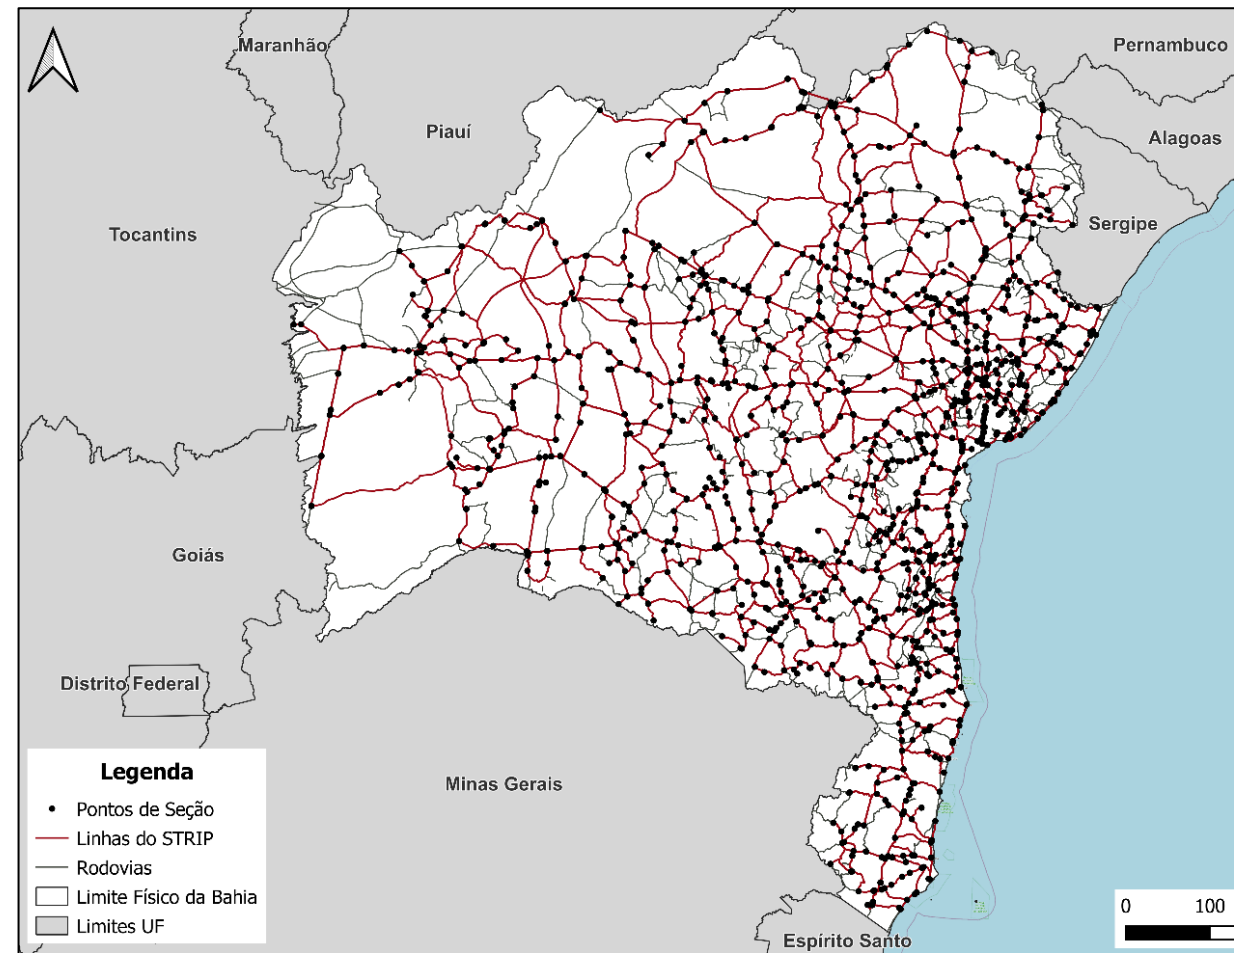 Maranhão
Pernambuco
Piauí
Alagoas
Sergipe
Tocantins
Goiás
Distrito Federal
Minas Gerais
Espírito Santo
Legenda
Pontos de Seção
Linhas do STRIP
Rodovias
Limite Físico da Bahia
Limites UF
0 100